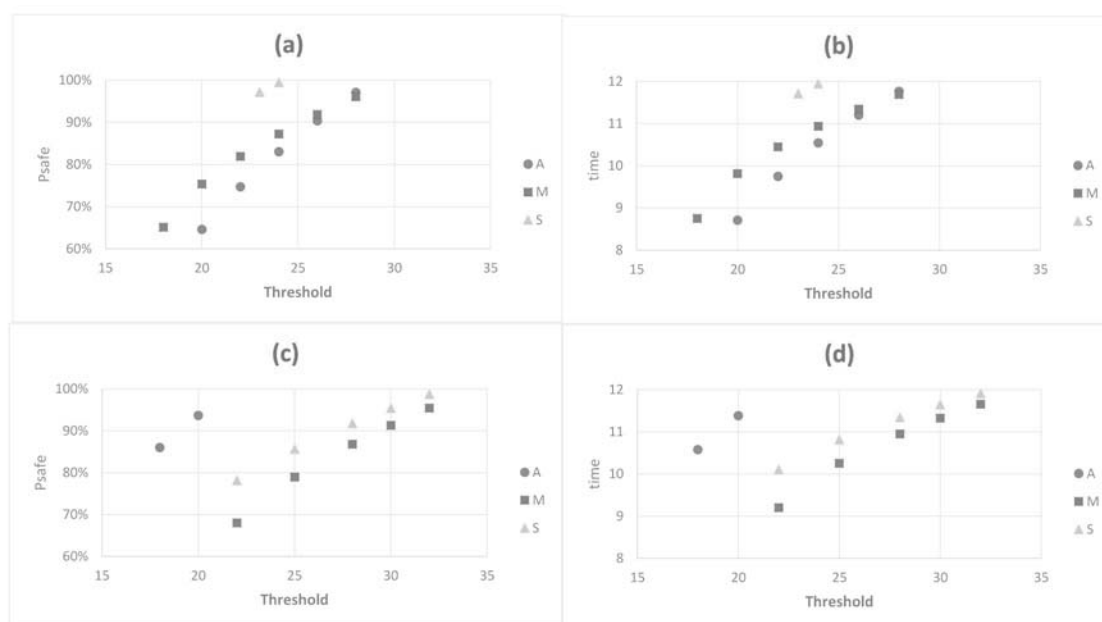 (a)
100%
90%
80%
70%
60%
Psafe
15 20 25 30 35
Threshold
A
M
S
(b)
12
11
10
9
8
time
15 20 25 30 35
Threshold
A
M
S
(c)
100%
90%
80%
70%
60%
Psafe
15 20 25 30 35
Threshold
A
M
S
(d)
12
11
10
9
8
time
15 20 25 30 35
Threshold
A
M
S